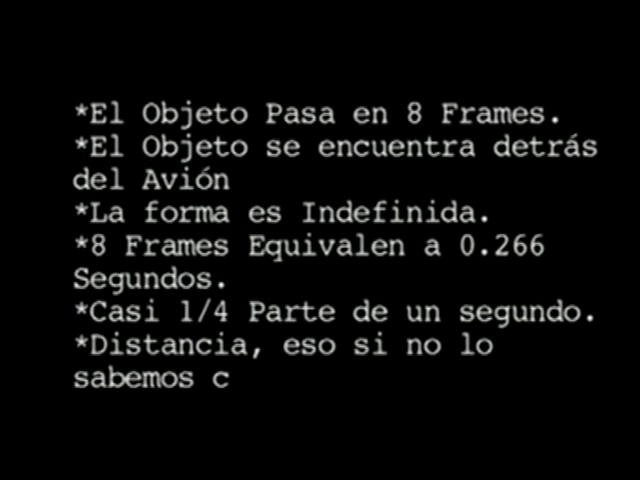 *El Objeto Pasa en 8 Frames.
*El Objeto se encuentra detrás
del Avión
*La forma es Indefinida.
*8 Frames Equivalen a 0.266
Segundos.
*Casi 1/4 Parte de un segundo.
*Distancia, eso si no lo
sabemos c